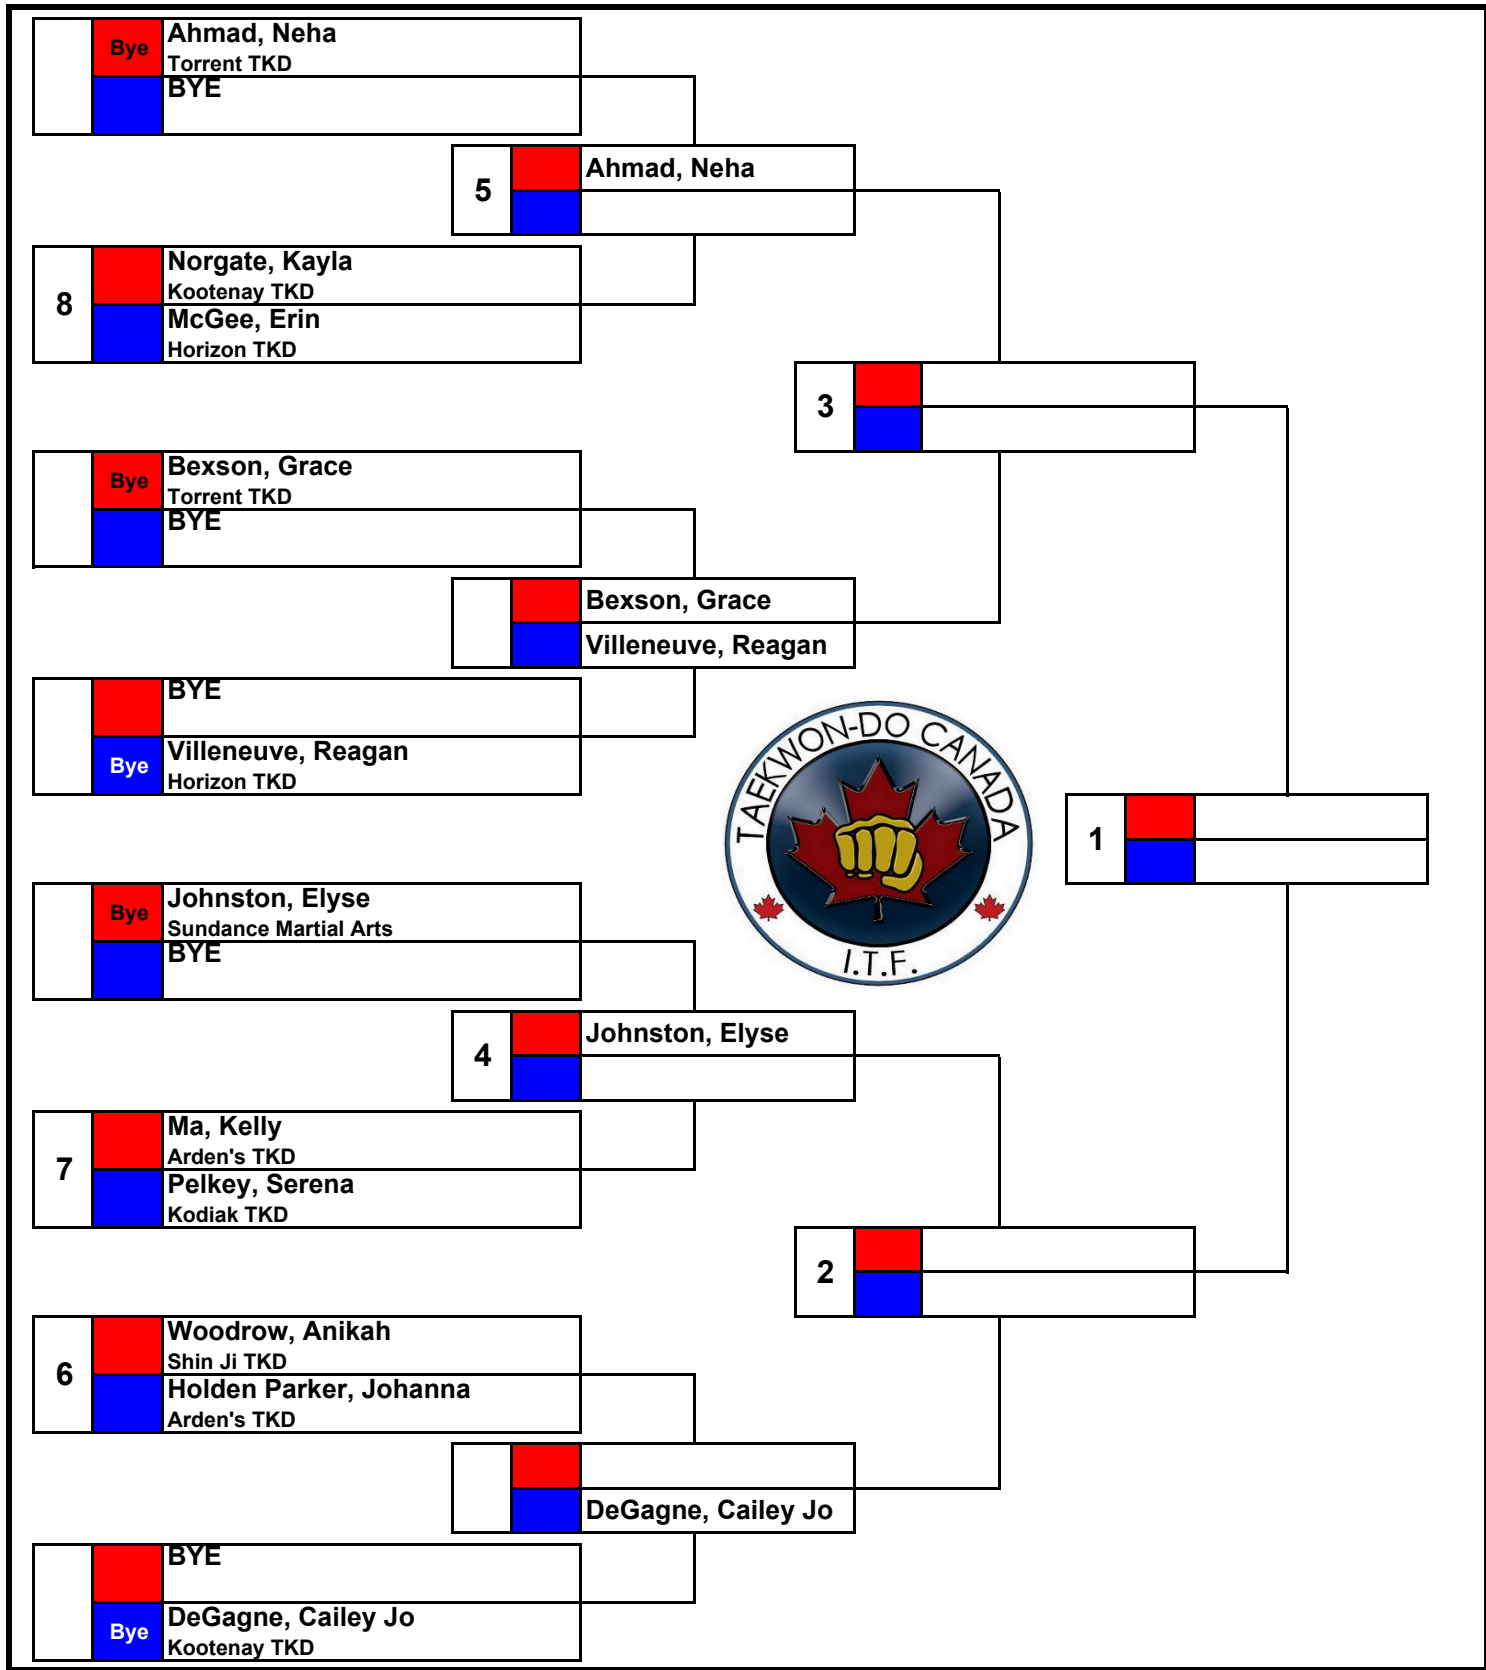 Bye
Ahmad, Neha
Torrent TKD
BYE
5
Ahmad, Neha
8
Norgate, Kayla
Kootenay TKD
McGee, Erin
Horizon TKD
3
Bye
Bexson, Grace
Torrent TKD
BYE
Bexson, Grace
Villeneuve, Reagan
BYE
Bye
Villeneuve, Reagan
Horizon TKD
TAEKWON-DO CANADA
I.T.F.
1
Bye
Johnston, Elyse
Sundance Martial Arts
BYE
4
Johnston, Elyse
7
Ma, Kelly
Arden's TKD
Pelkey, Serena
Kodiak TKD
2
6
Woodrow, Anikah
Shin Ji TKD
Holden Parker, Johanna
Arden's TKD
DeGagne, Cailey Jo
BYE
Bye
DeGagne, Cailey Jo
Kootenay TKD